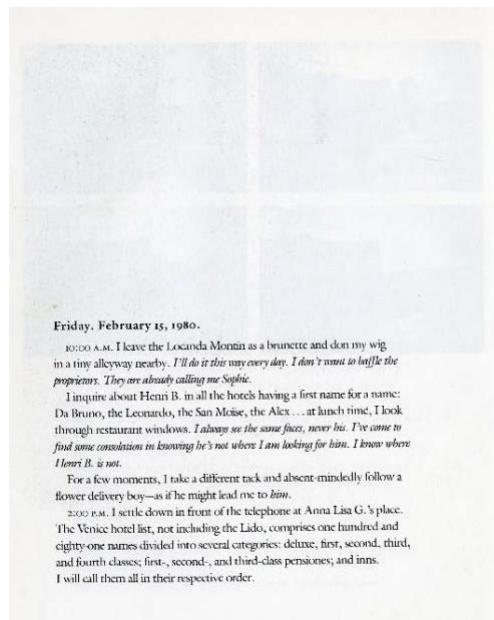 Friday. February 15, 1980.
10:00 A.M. I leave the Locanda Montin as a brunette and don my wig
in a tiny alleyway nearby. I'll do it this way every day. I don't want to baffle the
proprietors. They are already calling me Sophie.
I inquire about Henri B. in all the hotels having a first name for a name:
Da Bruno, the Leonardo, the San Moise, the Alex . . . at lunch time, I look
through restaurant windows. I always see the same faces, never his. I've come to
find some consolation in knowing he's not where I am looking for him. I know where
Henri B. is not.
For a few moments, I take a different tack and absent-mindedly follow a
flower delivery boy—as if he might lead me to him.
2:00 P.M. I settle down in front of the telephone at Anna Lisa G.'s place.
The Venice hotel list, not including the Lido, comprises one hundred and
eighty-one names divided into several categories: deluxe, first, second, third,
and fourth classes; first-, second-, and third-class pensiones; and inns.
I will call them all in their respective order.